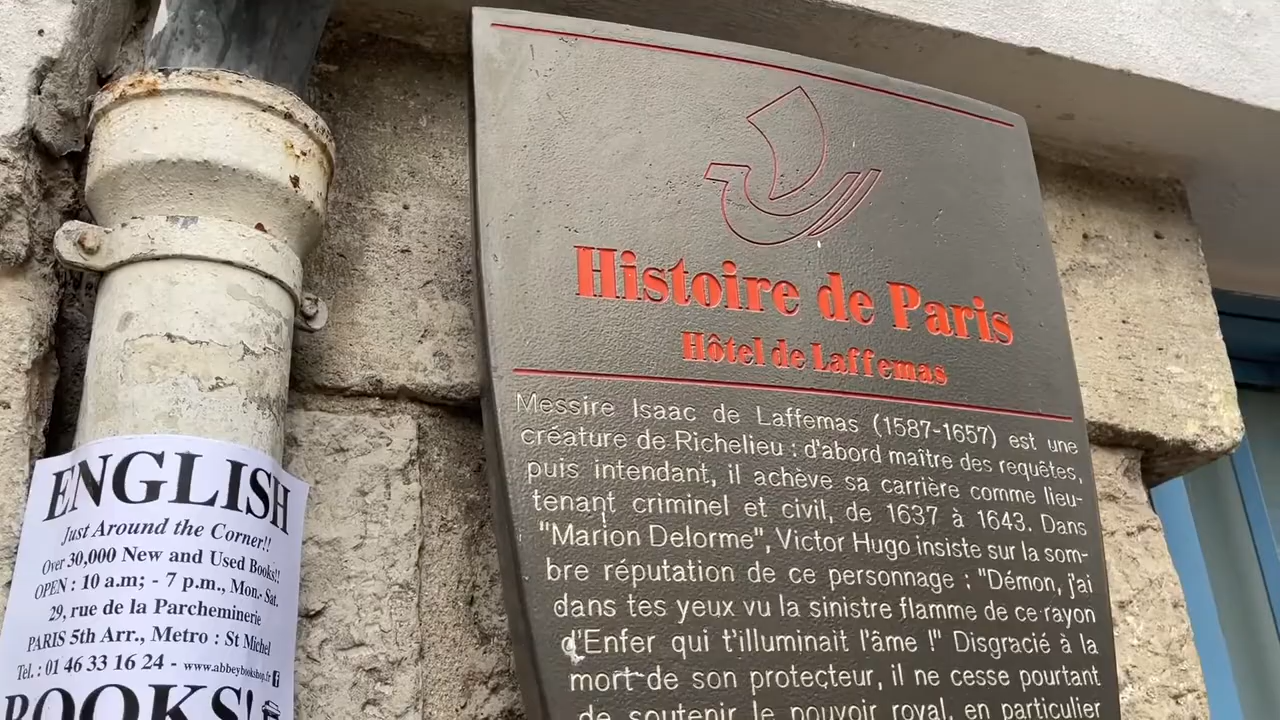 Histoire de Paris
Hôtel de Laffemas
Messire Isaac de Laffemas (1587-1657) est une
créature de Richelieu : d'abord maître des requêtes,
puis intendant, il achève sa carrière comme lieu-
tenant criminel et civil, de 1637 à 1643. Dans
"Marion Delorme", Victor Hugo insiste sur la som-
bre réputation de ce personnage : "Démon, j'ai
dans tes yeux vu la sinistre flamme de ce rayon
d'Enfer qui t'illuminait l'âme !" Disgracié à la
mort de son protecteur, il ne cesse pourtant
de soutenir le pouvoir royal, en particulier
ENGLISH
Just Around the Corner!!
Over 30,000 New and Used Books!!
OPEN : 10 a.m; - 7 p.m., Mon.- Sat.
29, rue de la Parcheminerie
PARIS 5th Arr., Metro : St Michel
Tel. : 01 46 33 16 24 - www.abbeybookshop.fr
BOOKS!